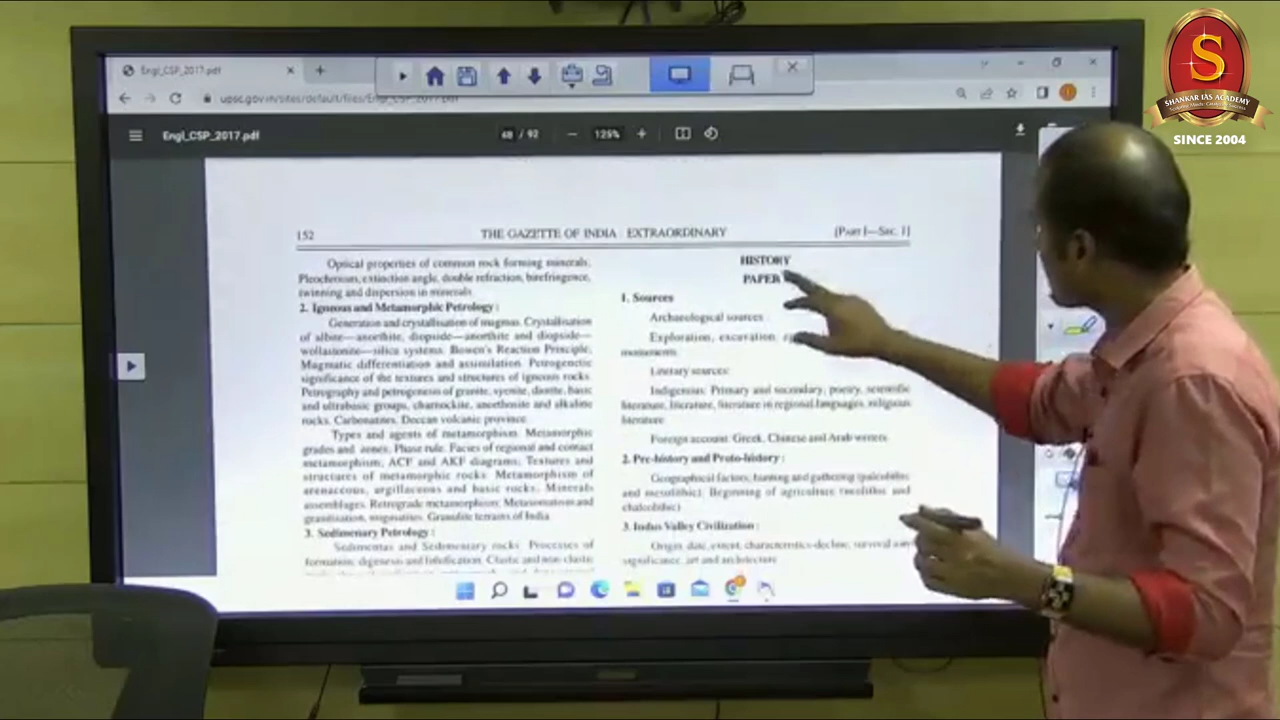 Engl_CSP_2017.pdf
upsc.gov.in/sites/default/files/Engl_CSP_2017.pdf
Engl_CSP_2017.pdf
48 / 92
125%
S
SHANKAR IAS ACADEMY
SINCE 2004
152
THE GAZETTE OF INDIA EXTRAORDINARY
[PART I—SEC. 1]
Optical properties of common rock forming minerals.
Pleochroism, extinction angle, double refraction, birefringence,
twinning and dispersion in minerals.
2. Igneous and Metamorphic Petrology :
Generation and crystallisation of magmas. Crystallisation
of albite—anorthite, diopside—anorthite and diopside—
wollastonite—silica systems. Bowen's Reaction Principle,
Magmatic differentiation and assimilation. Petrogenetic
significance of the textures and structures of igneous rocks.
Petrography and petrogenesis of granite, syenite, diorite, basic
and ultrabasic groups, charnockite, anorthosite and alkaline
rocks. Carbonatites. Deccan volcanic province.
Types and agents of metamorphism. Metamorphic
grades and zones. Phase rule. Facies of regional and contact
metamorphism, ACF and AKF diagrams, Textures and
structures of metamorphic rocks. Metamorphism of
arenaceous, argillaceous and basic rocks. Minerals
assemblages. Retrograde metamorphism. Metasomatism and
granitisation, migmatites. Granulite terrains of India.
3. Sedimenary Petrology :
Sedimentas and Sedimentary rocks: Processes of
formation; digenesis and lithification, Clastic and non-clastic
HISTORY
PAPER
1. Sources
Archaeological sources :
Exploration, excavation,
monuments
Literary sources:
Indigenous: Primary and secondary, poetry, scientific
literature, literature, literature in regional languages, religious
literature.
Foreign account: Greek, Chinese and Arab writers.
2. Pre-history and Proto-history :
Geographical factors, hunting and gathering (paleolithic
and mesolithic); Beginning of agriculture (neolithic and
chalcolithic).
3. Indus Valley Civilization :
Origin, date, extent, characteristics-decline, survival and
significance, art and architecture.